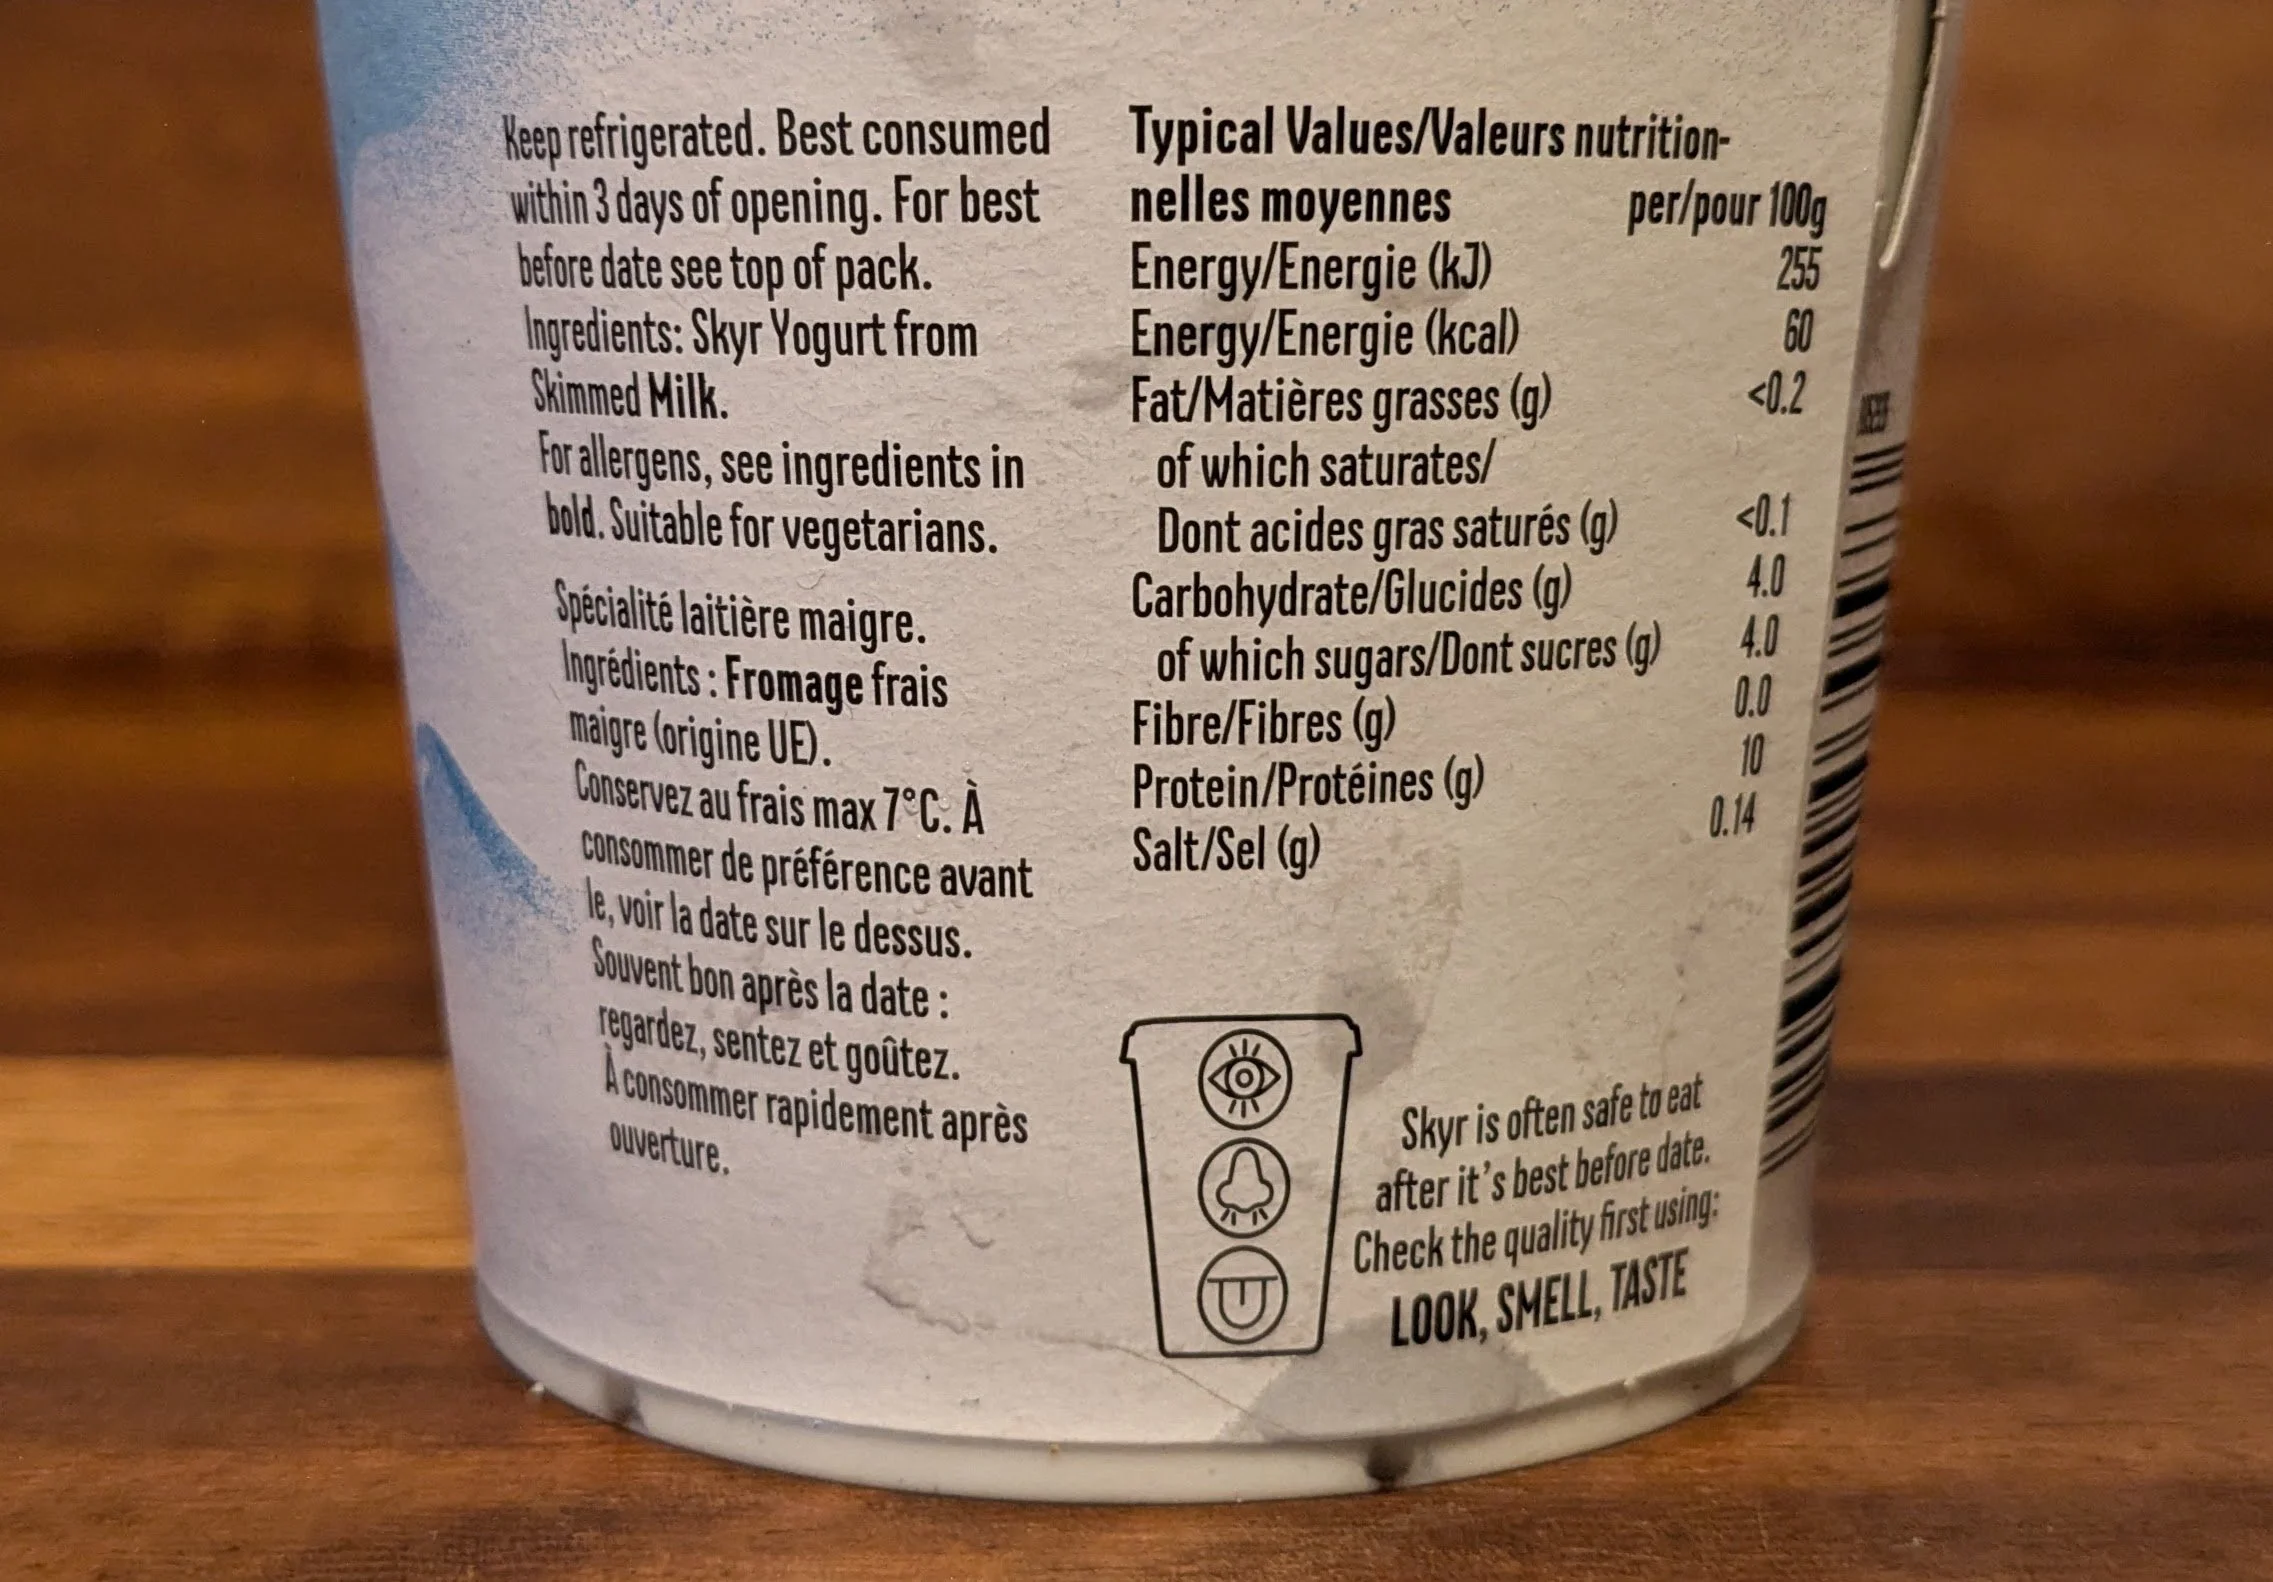 Keep refrigerated. Best consumed
within 3 days of opening. For best
before date see top of pack.
Ingredients: Skyr Yogurt from
Skimmed Milk.
For allergens, see ingredients in
bold. Suitable for vegetarians.
Spécialité laitière maigre.
Ingrédients : Fromage frais
maigre (origine UE).
Conservez au frais max 7°C. À
consommer de préférence avant
le, voir la date sur le dessus.
Souvent bon après la date :
regardez, sentez et goûtez.
À consommer rapidement après
ouverture.
Typical Values/Valeurs nutrition-
nelles moyennes per/pour 100g
Energy/Energie (kJ) 255
Energy/Energie (kcal) 60
Fat/Matières grasses (g) <0.2
of which saturates/
Dont acides gras saturés (g) <0.1
Carbohydrate/Glucides (g) 4.0
of which sugars/Dont sucres (g) 4.0
Fibre/Fibres (g) 0.0
Protein/Protéines (g) 10
Salt/Sel (g) 0.14
Skyr is often safe to eat
after it's best before date.
Check the quality first using:
LOOK, SMELL, TASTE